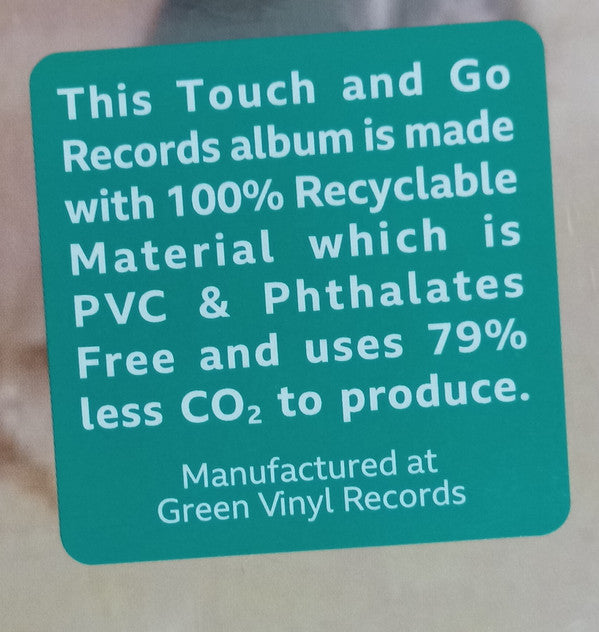 This Touch and Go
Records album is made
with 100% Recyclable
Material which is
PVC & Phthalates
Free and uses 79%
less CO₂ to produce.
Manufactured at
Green Vinyl Records